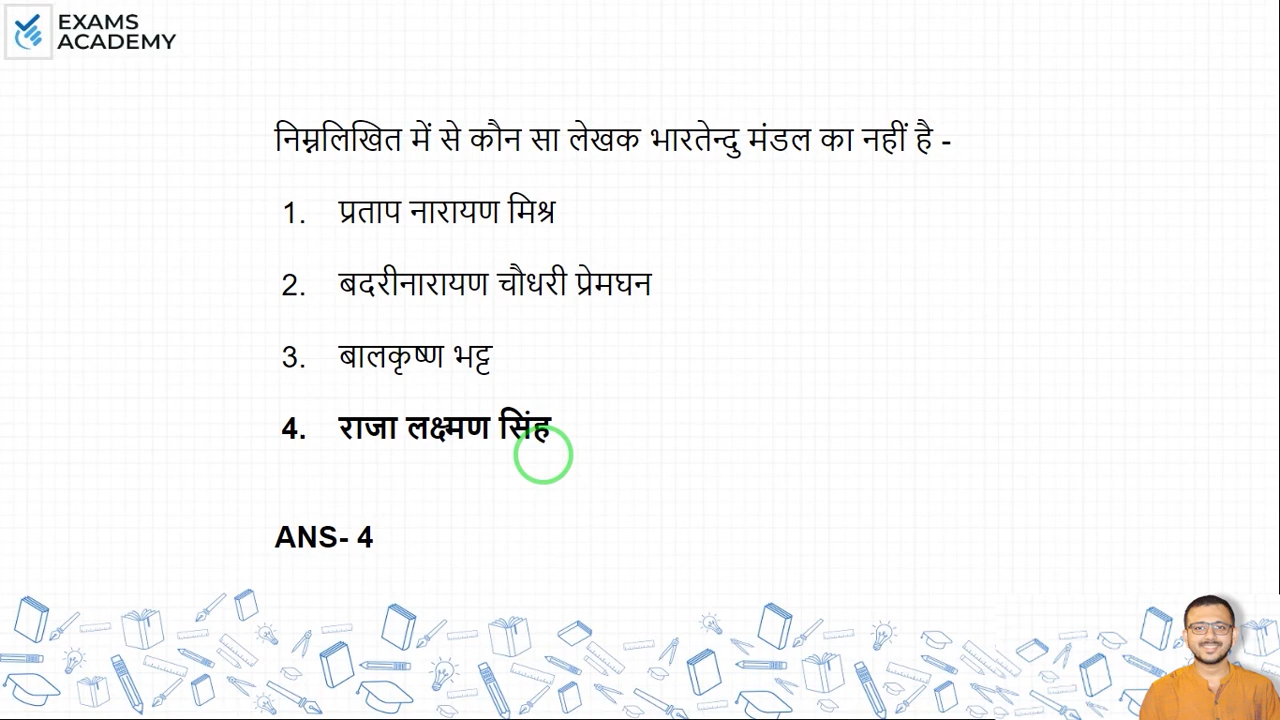 EXAMS
ACADEMY
निम्नलिखित में से कौन सा लेखक भारतेन्दु मंडल का नहीं है -
1. प्रताप नारायण मिश्र
2. बदरीनारायण चौधरी प्रेमघन
3. बालकृष्ण भट्ट
4. राजा लक्ष्मण सिंह
ANS- 4